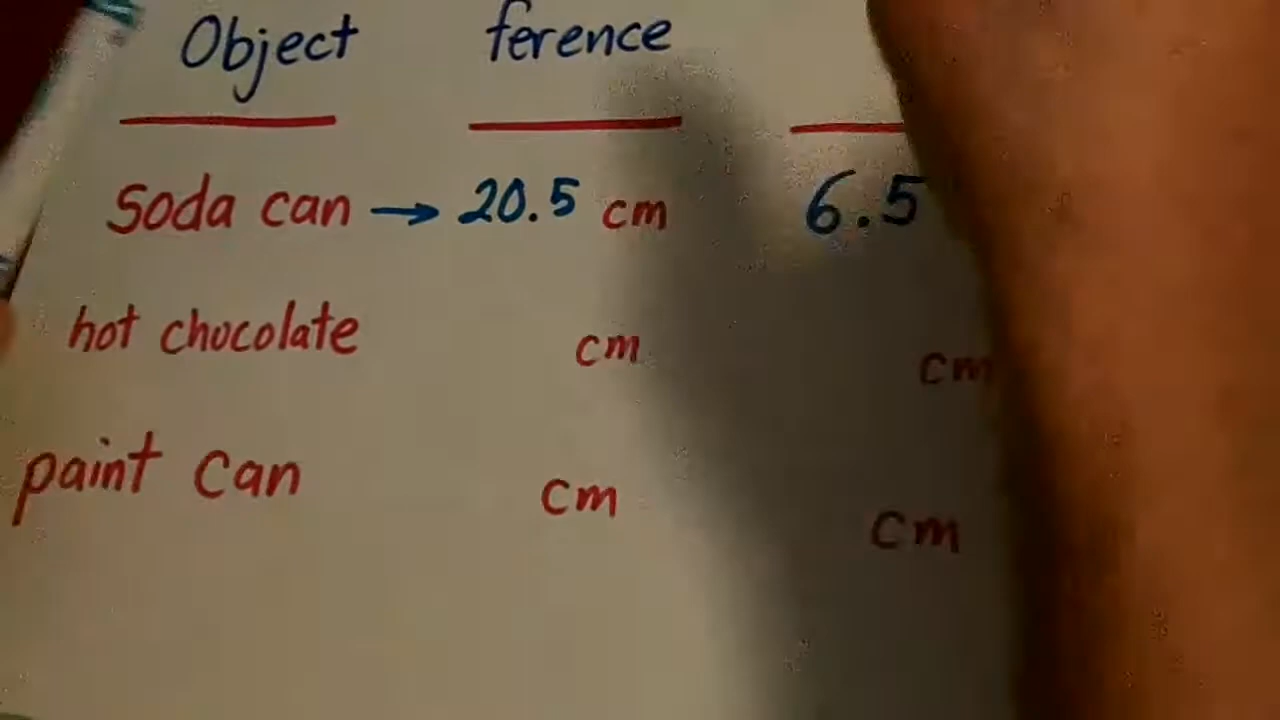 Object ference
soda can → 20.5 cm 6.5
hot chocolate cm cm
paint can cm cm